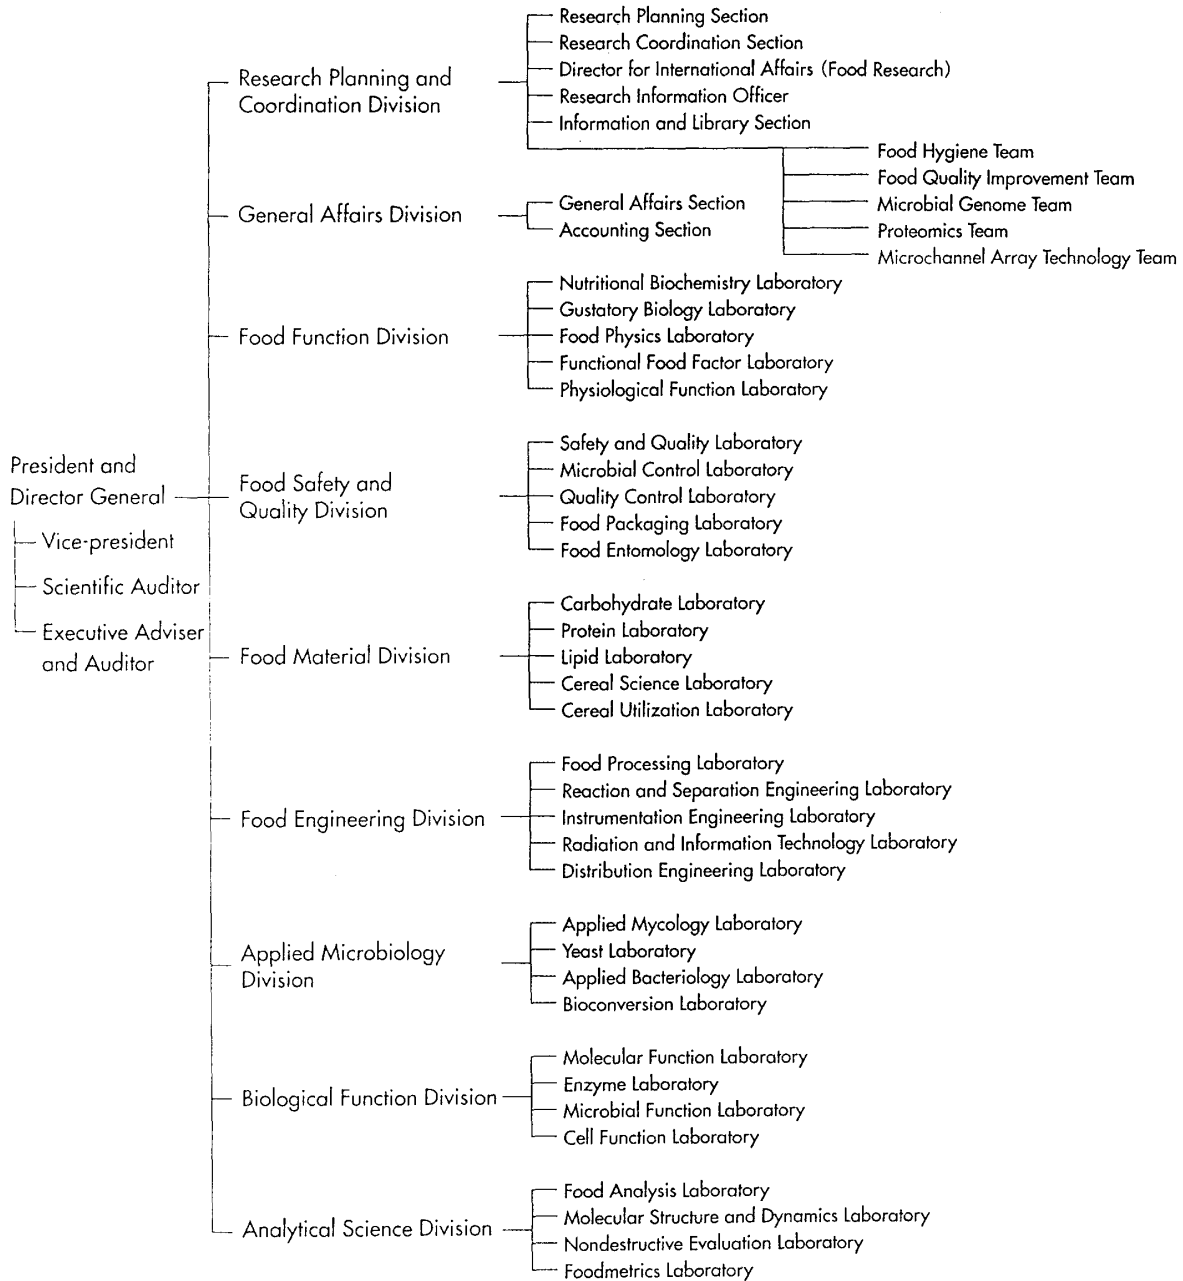 Research Planning Section
Research Coordination Section
Research Planning and
Coordination Division
Director for International Affairs (Food Research)
Research Information Officer
Information and Library Section
Food Hygiene Team
Food Quality Improvement Team
Microbial Genome Team
Proteomics Team
Microchannel Array Technology Team
General Affairs Division
General Affairs Section
Accounting Section
Food Function Division
Nutritional Biochemistry Laboratory
Gustatory Biology Laboratory
Food Physics Laboratory
Functional Food Factor Laboratory
Physiological Function Laboratory
President and
Director General
Vice-president
Scientific Auditor
Executive Adviser
and Auditor
Food Safety and
Quality Division
Safety and Quality Laboratory
Microbial Control Laboratory
Quality Control Laboratory
Food Packaging Laboratory
Food Entomology Laboratory
Food Material Division
Carbohydrate Laboratory
Protein Laboratory
Lipid Laboratory
Cereal Science Laboratory
Cereal Utilization Laboratory
Food Engineering Division
Food Processing Laboratory
Reaction and Separation Engineering Laboratory
Instrumentation Engineering Laboratory
Radiation and Information Technology Laboratory
Distribution Engineering Laboratory
Applied Microbiology
Division
Applied Mycology Laboratory
Yeast Laboratory
Applied Bacteriology Laboratory
Bioconversion Laboratory
Biological Function Division
Molecular Function Laboratory
Enzyme Laboratory
Microbial Function Laboratory
Cell Function Laboratory
Analytical Science Division
Food Analysis Laboratory
Molecular Structure and Dynamics Laboratory
Nondestructive Evaluation Laboratory
Foodmetrics Laboratory